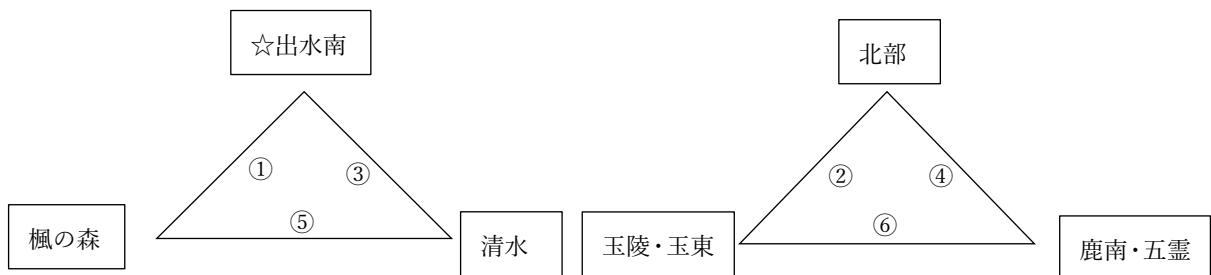 ☆出水南
北部
①
③
②
④
⑤
⑥
楓の森
清水
玉陵・玉東
鹿南・五霊